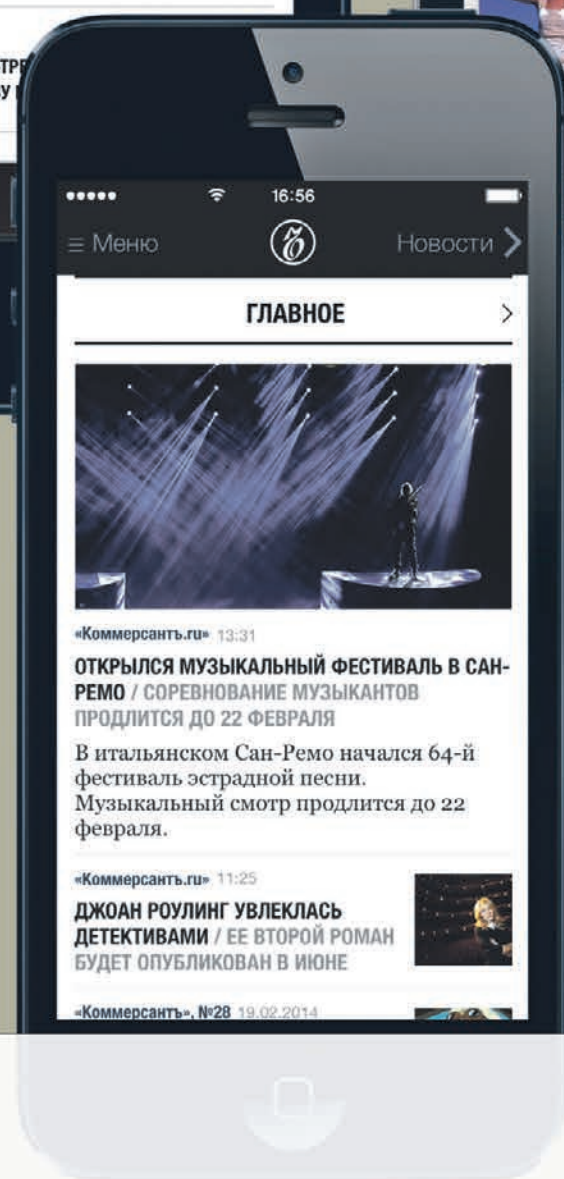 ТРЕ
16:56
Меню
Новости
ГЛАВНОЕ
«Коммерсантъ.ru» 13:31
ОТКРЫЛСЯ МУЗЫКАЛЬНЫЙ ФЕСТИВАЛЬ В САН-
РЕМО / СОРЕВНОВАНИЕ МУЗЫКАНТОВ
ПРОДЛИТСЯ ДО 22 ФЕВРАЛЯ
В итальянском Сан-Ремо начался 64-й
фестиваль эстрадной песни.
Музыкальный смотр продлится до 22
февраля.
«Коммерсантъ.ru» 11:25
ДЖОАН РОУЛИНГ УВЛЕКЛАСЬ
ДЕТЕКТИВАМИ / ЕЕ ВТОРОЙ РОМАН
БУДЕТ ОПУБЛИКОВАН В ИЮНЕ
«Коммерсантъ», №28 19.02.2014